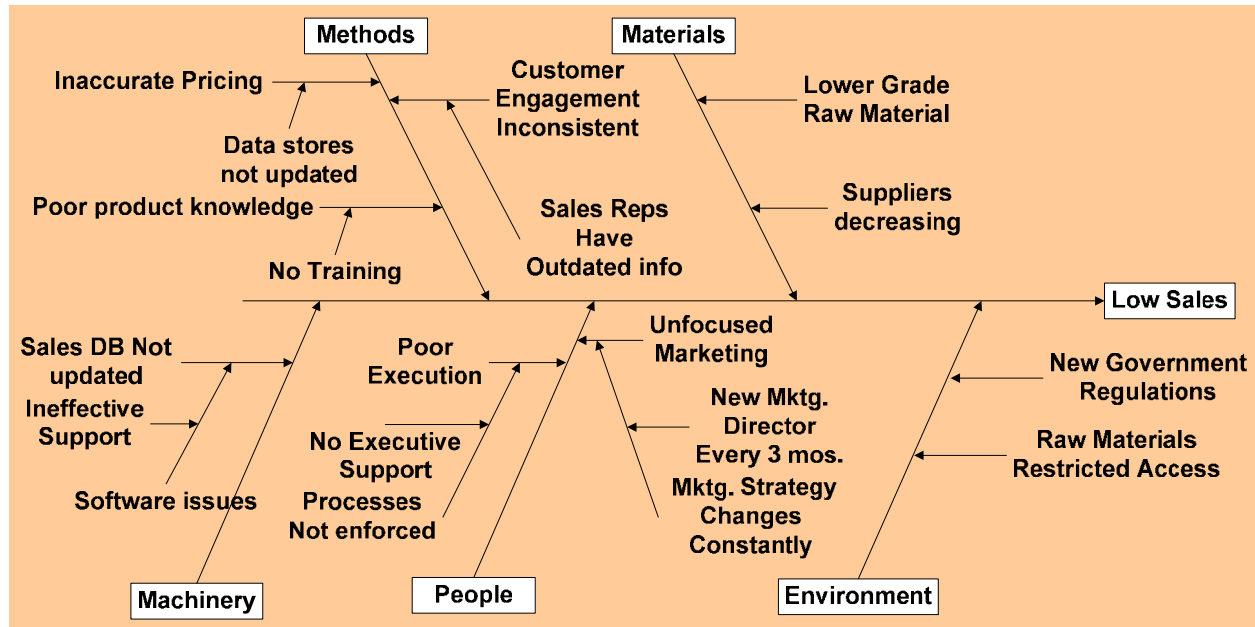 Methods
Materials
Inaccurate Pricing
Customer
Engagement
Inconsistent
Lower Grade
Raw Material
Data stores
not updated
Poor product knowledge
Sales Reps
Have
Outdated info
Suppliers
decreasing
No Training
Low Sales
Sales DB Not
updated
Poor
Execution
Unfocused
Marketing
New Government
Regulations
Ineffective
Support
No Executive
Support
New Mktg.
Director
Every 3 mos.
Raw Materials
Restricted Access
Software issues
Processes
Not enforced
Mktg. Strategy
Changes
Constantly
Machinery
People
Environment